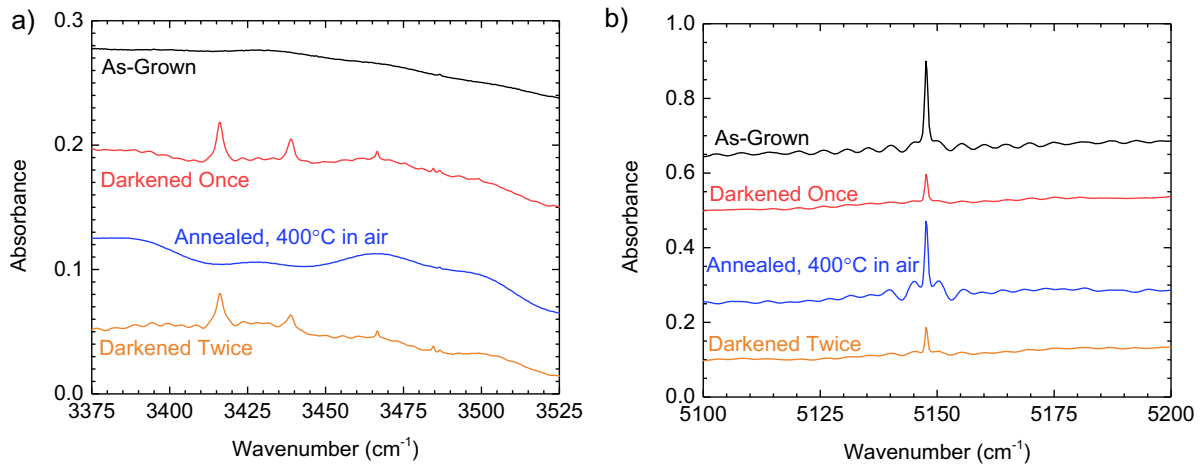 a)
0.3
0.2
0.1
0.0
Absorbance
As-Grown
Darkened Once
Annealed, 400°C in air
Darkened Twice
3375 3400 3425 3450 3475 3500 3525
Wavenumber (cm-1)
b)
1.0
0.8
0.6
0.4
0.2
0.0
Absorbance
As-Grown
Darkened Once
Annealed, 400°C in air
Darkened Twice
5100 5125 5150 5175 5200
Wavenumber (cm-1)